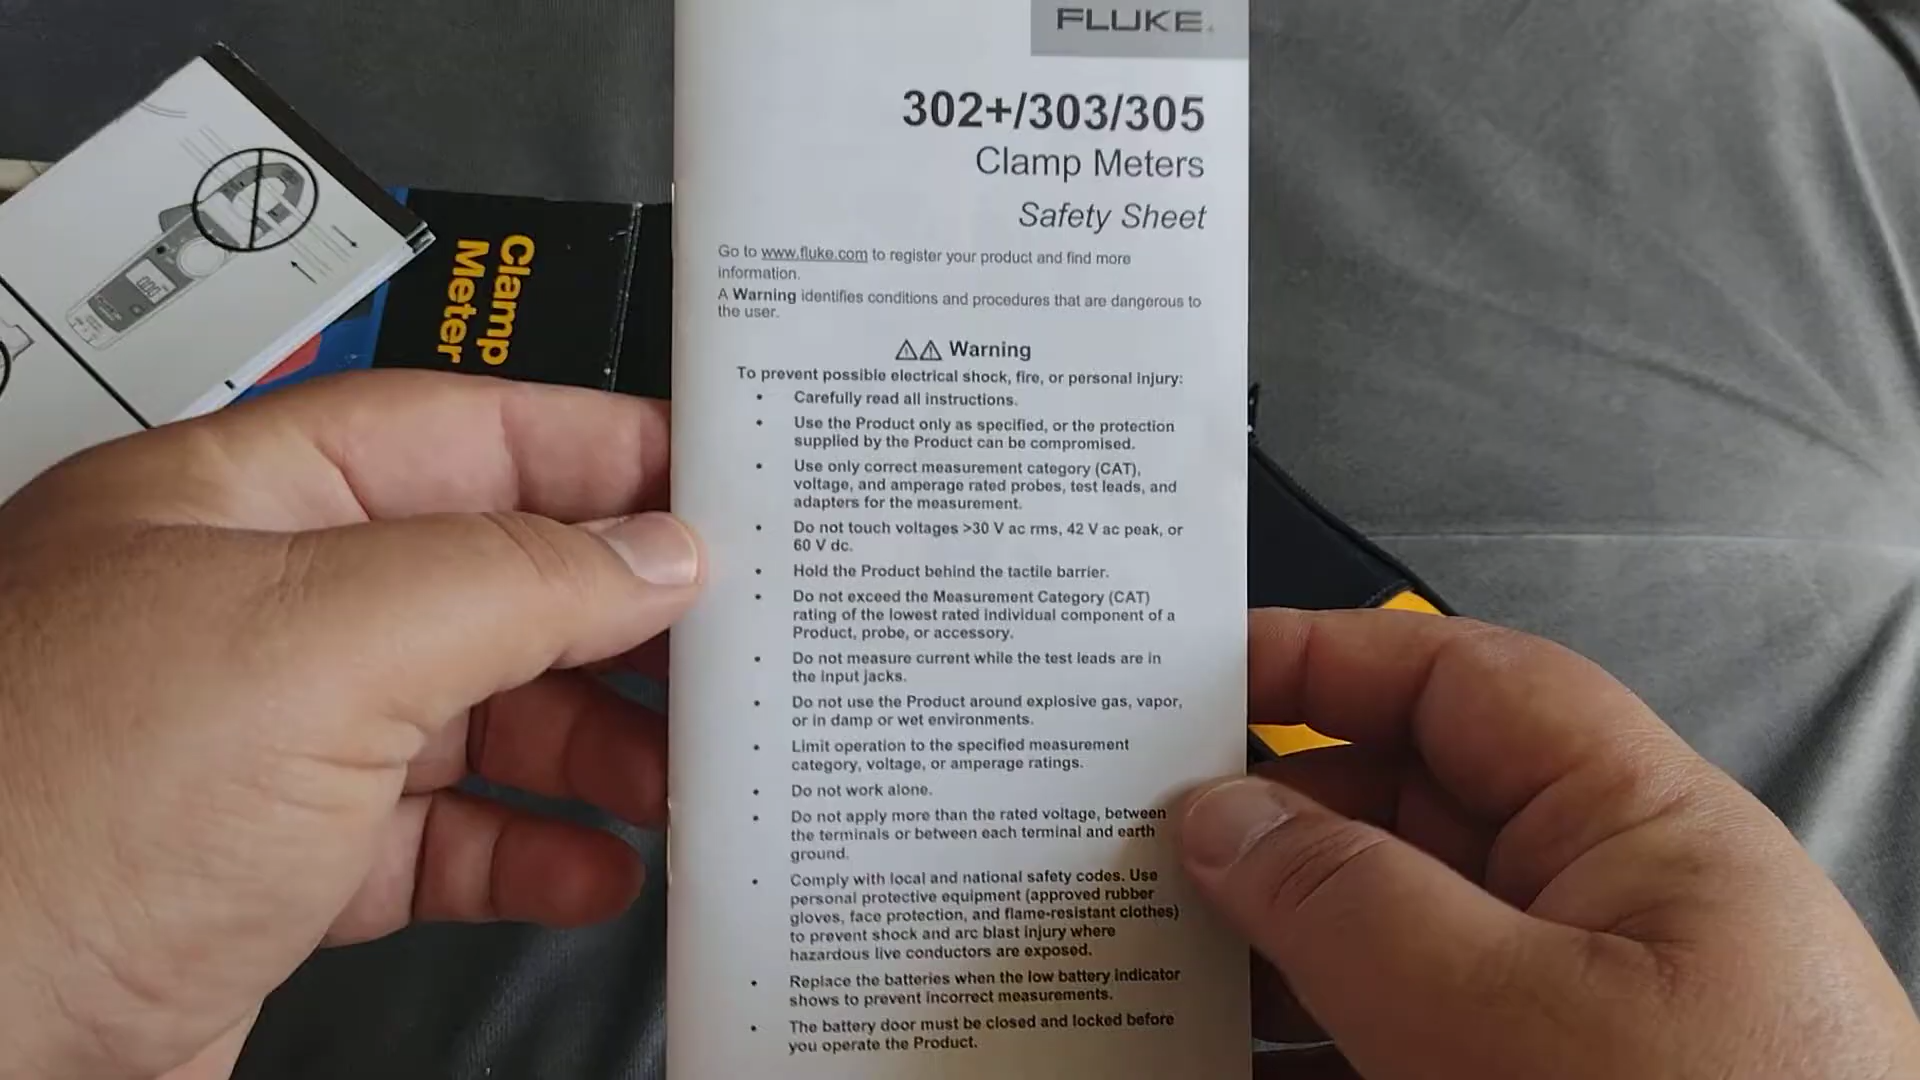 FLUKE.
302+/303/305
Clamp Meters
Safety Sheet
Go to www.fluke.com to register your product and find more
information.
A Warning identifies conditions and procedures that are dangerous to
the user.
Warning
To prevent possible electrical shock, fire, or personal injury:
• Carefully read all instructions.
• Use the Product only as specified, or the protection
supplied by the Product can be compromised.
• Use only correct measurement category (CAT),
voltage, and amperage rated probes, test leads, and
adapters for the measurement.
• Do not touch voltages >30 V ac rms, 42 V ac peak, or
60 V dc.
• Hold the Product behind the tactile barrier.
• Do not exceed the Measurement Category (CAT)
rating of the lowest rated individual component of a
Product, probe, or accessory.
• Do not measure current while the test leads are in
the input jacks.
• Do not use the Product around explosive gas, vapor,
or in damp or wet environments.
• Limit operation to the specified measurement
category, voltage, or amperage ratings.
• Do not work alone.
• Do not apply more than the rated voltage, between
the terminals or between each terminal and earth
ground.
• Comply with local and national safety codes. Use
personal protective equipment (approved rubber
gloves, face protection, and flame-resistant clothes)
to prevent shock and arc blast injury where
hazardous live conductors are exposed.
• Replace the batteries when the low battery indicator
shows to prevent incorrect measurements.
• The battery door must be closed and locked before
you operate the Product.
Clamp
Meter